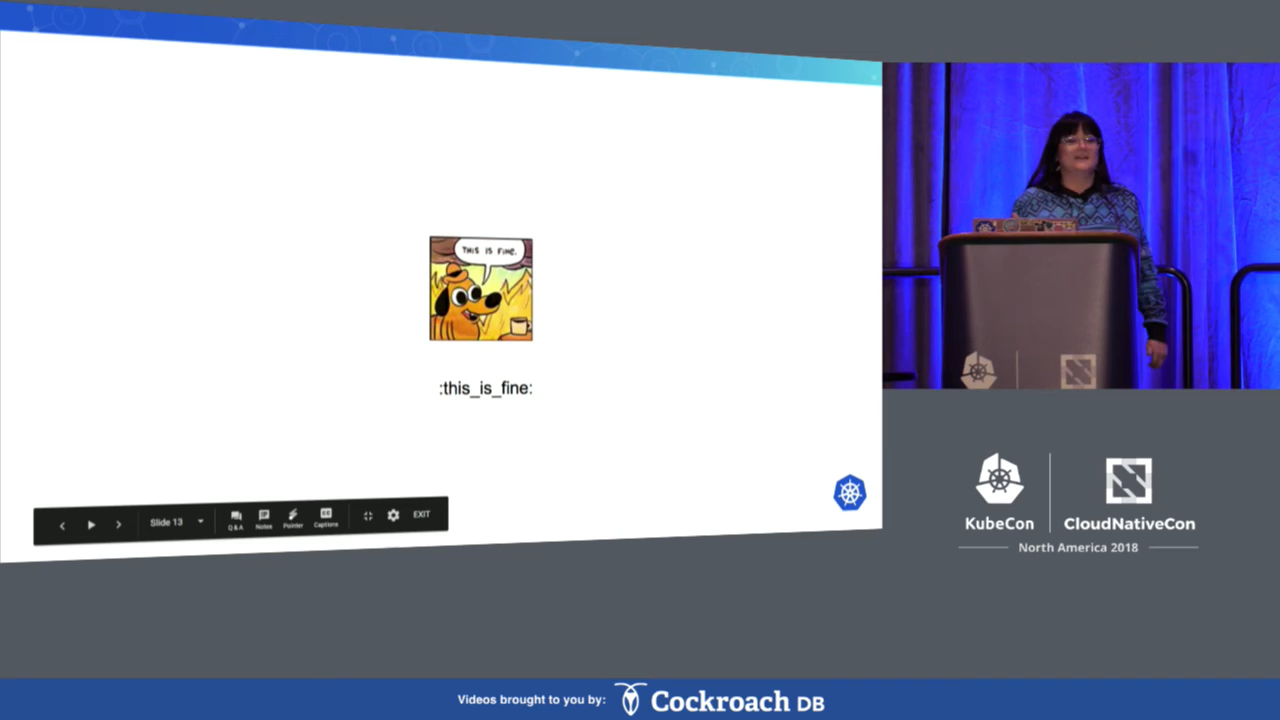 THIS IS FINE.
:this_is_fine:
Slide 13
Q&A
Notes
Pointer
Captions
EXIT
KubeCon
CloudNativeCon
North America 2018
Videos brought to you by:
Cockroach DB